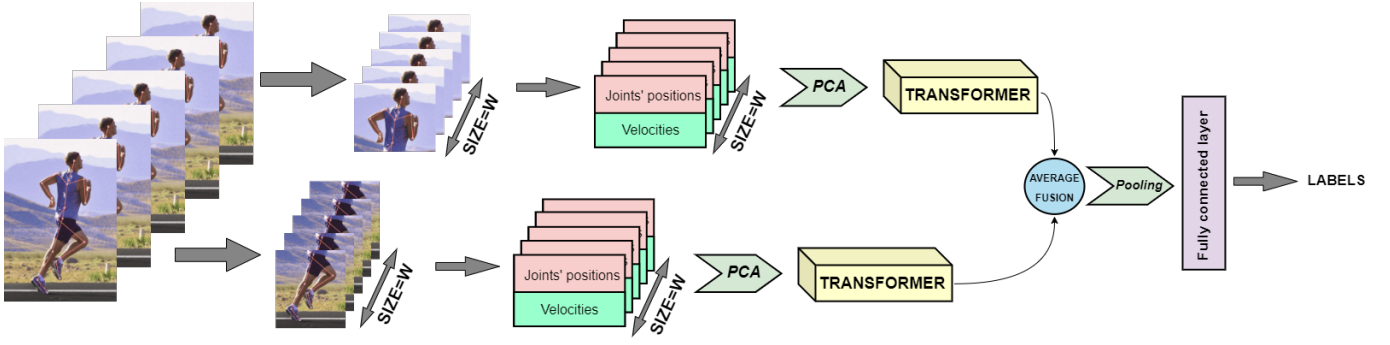 SIZE=W
Joints' positions
Velocities
SIZE=W
PCA
TRANSFORMER
SIZE=W
Joints' positions
Velocities
SIZE=W
PCA
TRANSFORMER
AVERAGE
FUSION
Pooling
Fully connected layer
LABELS